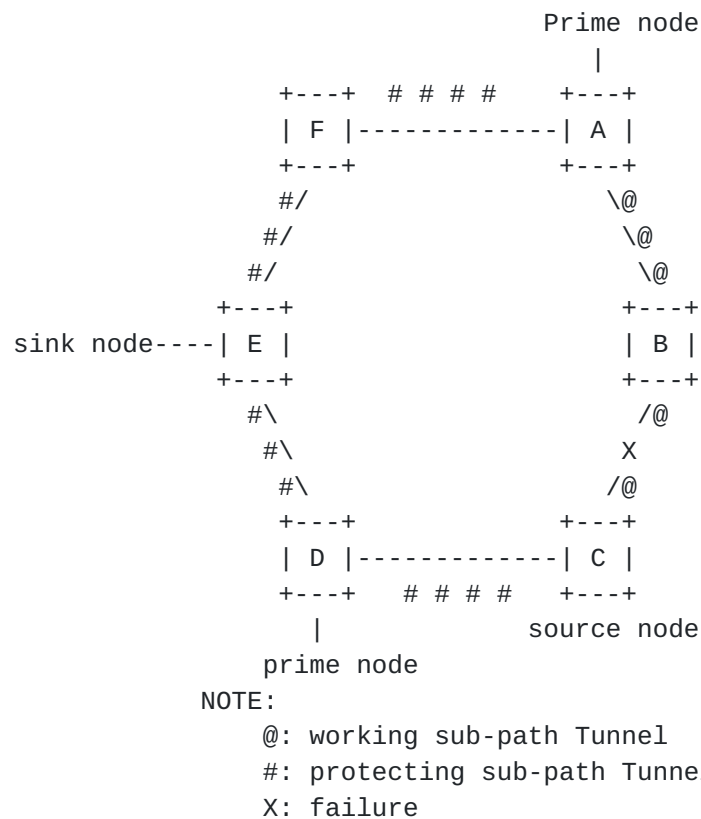 Prime node
                                     |
                 +---+  # # # #    +---+
                 | F |-------------| A |
                 +---+             +---+
                 #/                   \@
                #/                     \@
               #/                       \@
             +---+                     +---+
sink node----| E |                     | B |
             +---+                     +---+
               #\                       /@
                #\                     X
                 #\                   /@
                 +---+             +---+
                 | D |-------------| C |
                 +---+   # # # #   +---+
                   |             source node
                prime node
            NOTE:
                @: working sub-path Tunnel
                #: protecting sub-path Tunne
                X: failure